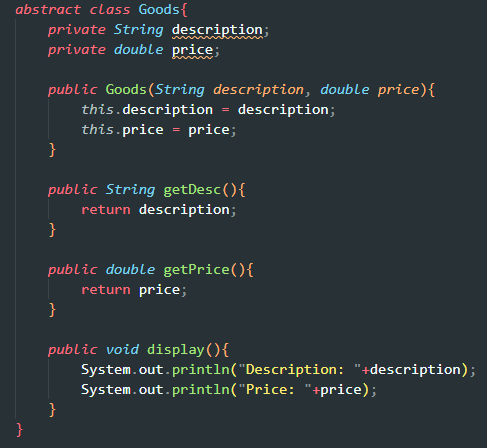 abstract class Goods{
    private String description;
    private double price;

    public Goods(String description, double price){
        this.description = description;
        this.price = price;
    }

    public String getDesc(){
        return description;
    }

    public double getPrice(){
        return price;
    }

    public void display(){
        System.out.println("Description: "+description);
        System.out.println("Price: "+price);
    }
}